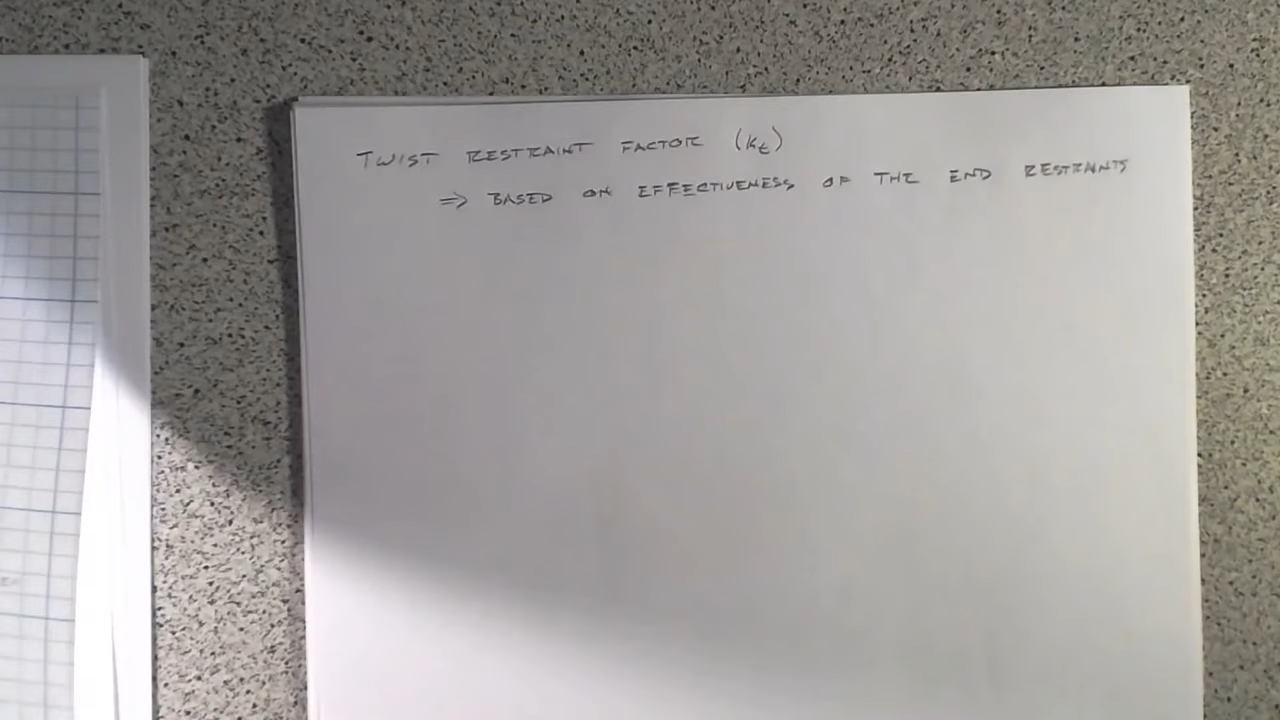 TWIST RESTRAINT FACTOR (kt)
⇒ BASED ON EFFECTIVENESS OF THE END RESTRAINTS